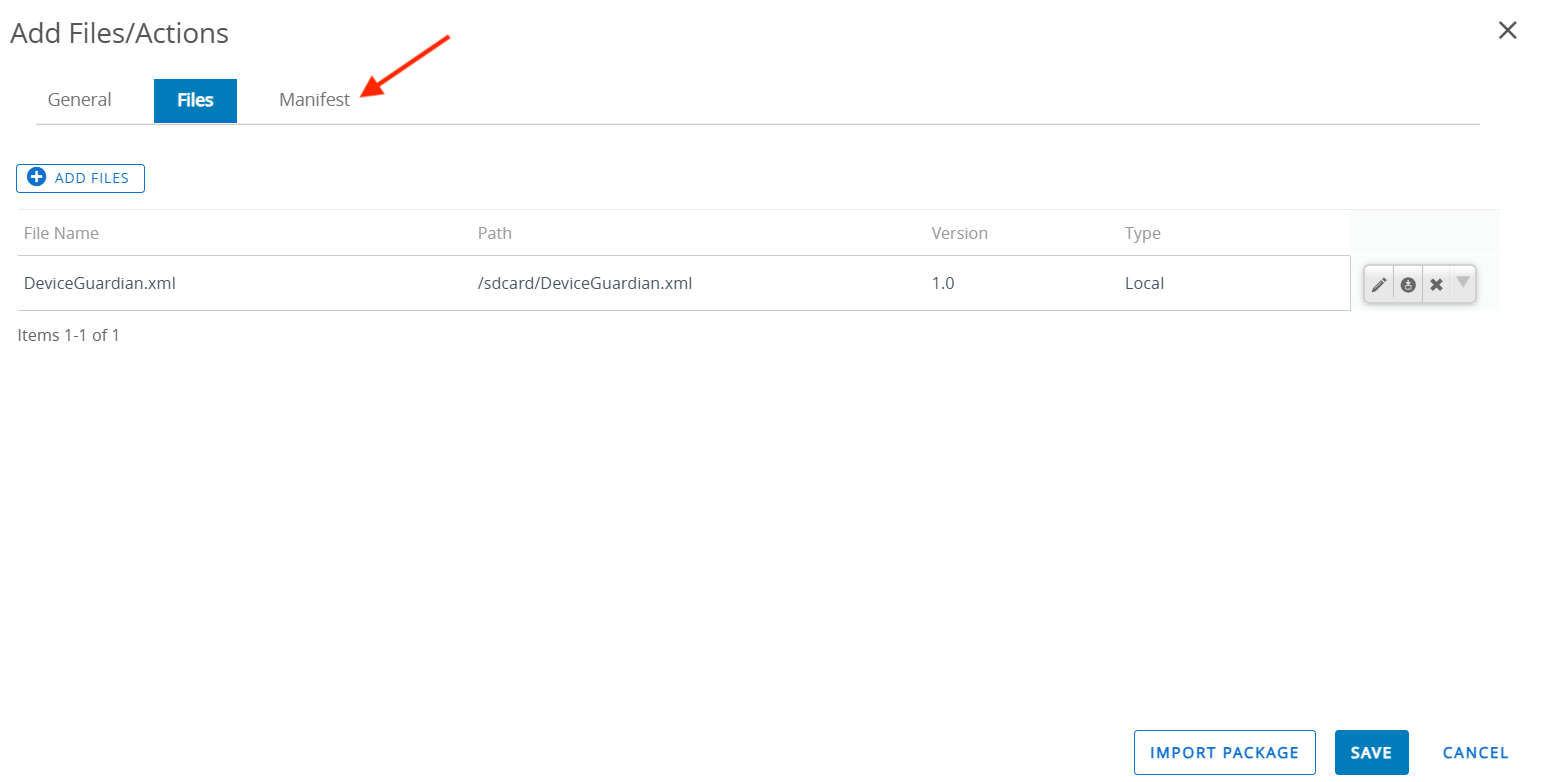 Add Files/Actions
General Files Manifest
ADD FILES
File Name Path Version Type
DeviceGuardian.xml /sdcard/DeviceGuardian.xml 1.0 Local
Items 1-1 of 1
IMPORT PACKAGE SAVE CANCEL